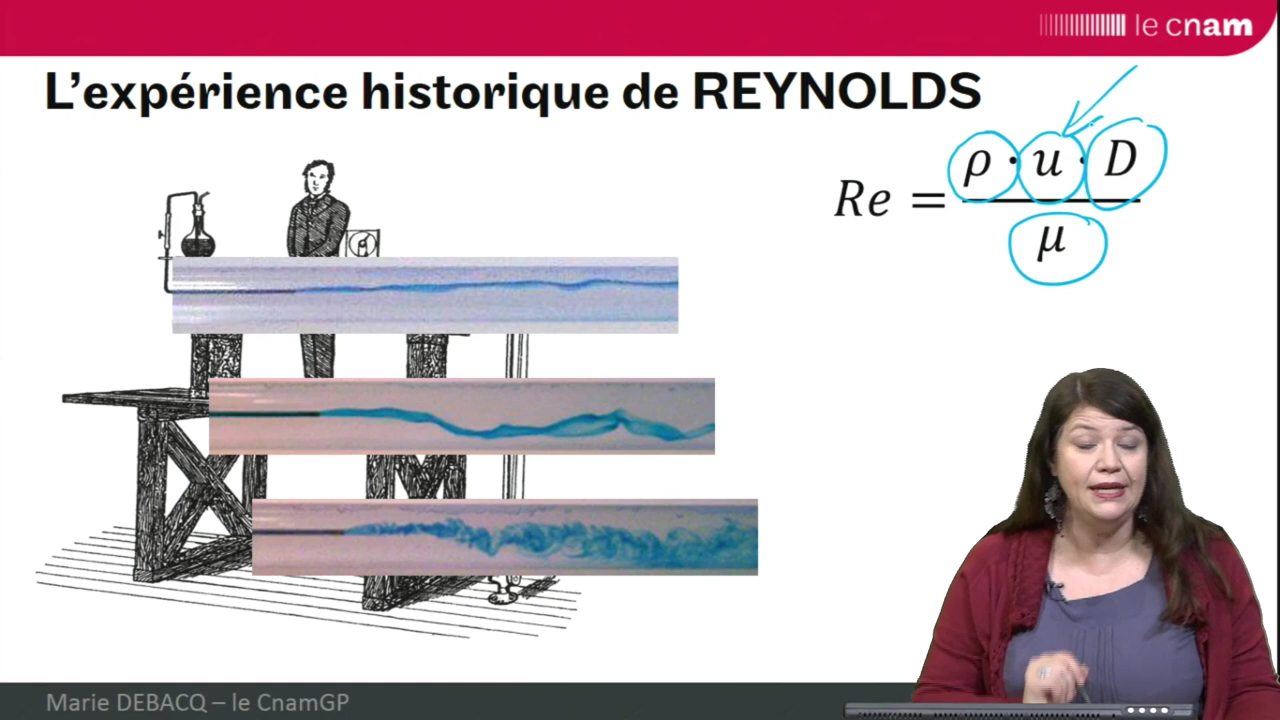 le cnam
L'expérience historique de REYNOLDS
Re = ρ · u · D / μ
Marie DEBACQ – le CnamGP